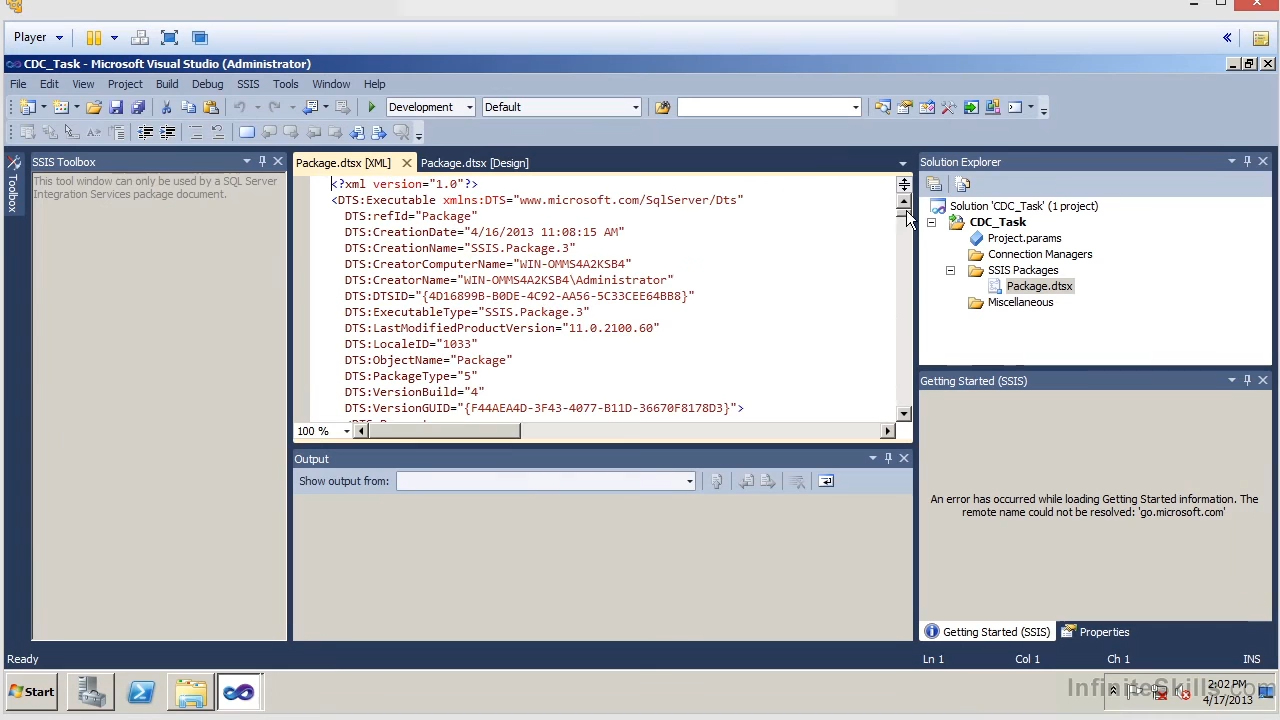 Player
CDC_Task - Microsoft Visual Studio (Administrator)
File Edit View Project Build Debug SSIS Tools Window Help
Development Default
SSIS Toolbox
This tool window can only be used by a SQL Server
Integration Services package document.
Toolbox
Package.dtsx [XML] Package.dtsx [Design]
<?xml version="1.0"?>
<DTS:Executable xmlns:DTS="www.microsoft.com/SqlServer/Dts"
DTS:refId="Package"
DTS:CreationDate="4/16/2013 11:08:15 AM"
DTS:CreationName="SSIS.Package.3"
DTS:CreatorComputerName="WIN-OMMS4A2KSB4"
DTS:CreatorName="WIN-OMMS4A2KSB4\Administrator"
DTS:DTSID="{4D16899B-B0DE-4C92-AA56-5C33CEE64BB8}"
DTS:ExecutableType="SSIS.Package.3"
DTS:LastModifiedProductVersion="11.0.2100.60"
DTS:LocaleID="1033"
DTS:ObjectName="Package"
DTS:PackageType="5"
DTS:VersionBuild="4"
DTS:VersionGUID="{F44AEA4D-3F43-4077-B11D-36670F8178D3}">
100 %
Output
Show output from:
Solution Explorer
Solution 'CDC_Task' (1 project)
CDC_Task
Project.params
Connection Managers
SSIS Packages
Package.dtsx
Miscellaneous
Getting Started (SSIS)
An error has occurred while loading Getting Started information. The
remote name could not be resolved: 'go.microsoft.com'
Getting Started (SSIS) Properties
Ready Ln 1 Col 1 Ch 1 INS
Start
2:02 PM
4/17/2013
InfiniteSkills.com